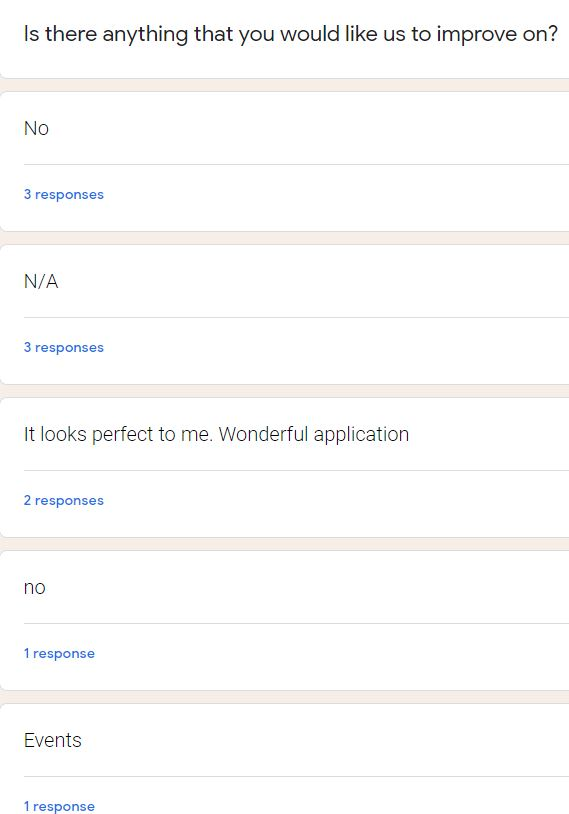 Is there anything that you would like us to improve on?
No
3 responses
N/A
3 responses
It looks perfect to me. Wonderful application
2 responses
no
1 response
Events
1 response